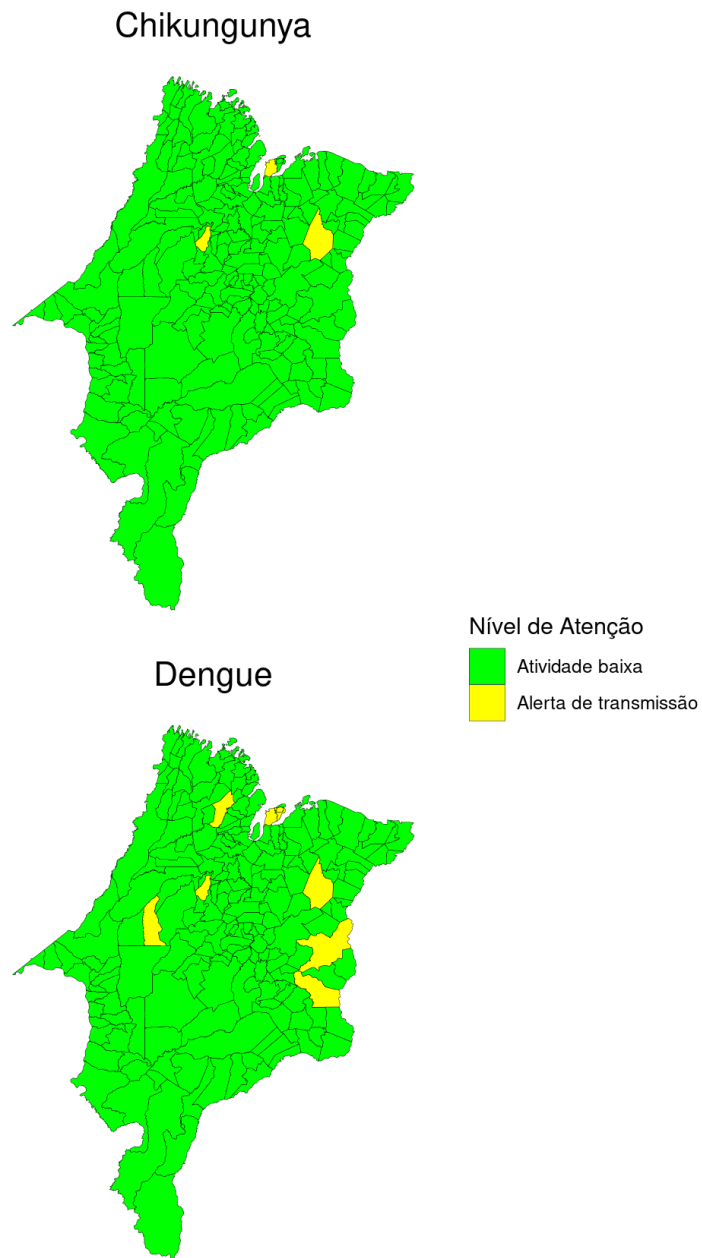 Chikungunya
Nível de Atenção
Atividade baixa
Alerta de transmissão
Dengue